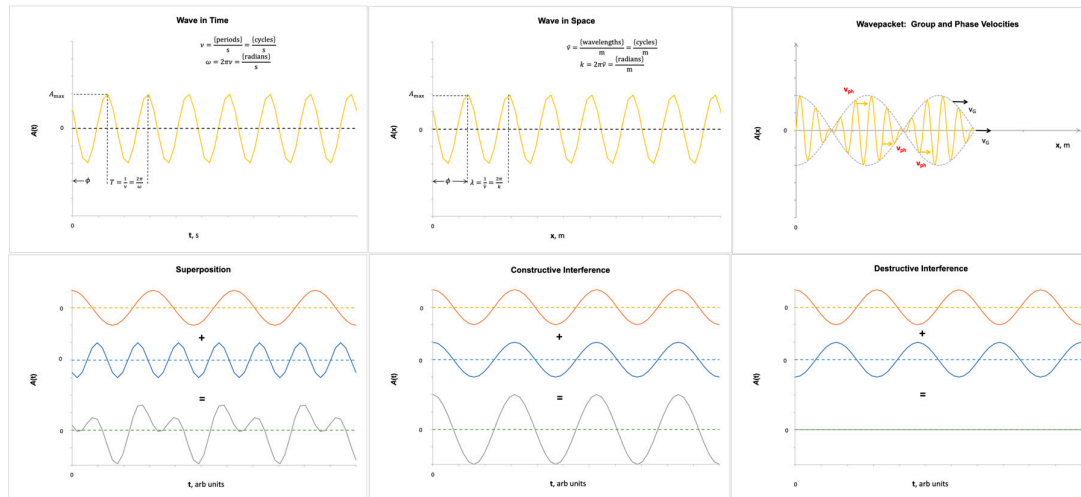 Wave in Time
ν = {periods}/s = {cycles}/s
ω = 2πν = {radians}/s
A(t)
A_max
0
ϕ
T = 1/ν = 2π/ω
0
t, s
Wave in Space
ν̃ = {wavelengths}/m = {cycles}/m
k = 2πν̃ = {radians}/m
A(x)
A_max
0
ϕ
λ = 1/ν̃ = 2π/k
0
x, m
Wavepacket: Group and Phase Velocities
A(x)
0
v_ph
v_G
v_G
v_ph
v_ph
x, m
0
Superposition
0
+
0
A(t)
=
0
0
t, arb units
Constructive Interference
0
+
0
A(t)
=
0
0
t, arb units
Destructive Interference
0
+
0
A(t)
=
0
0
t, arb units